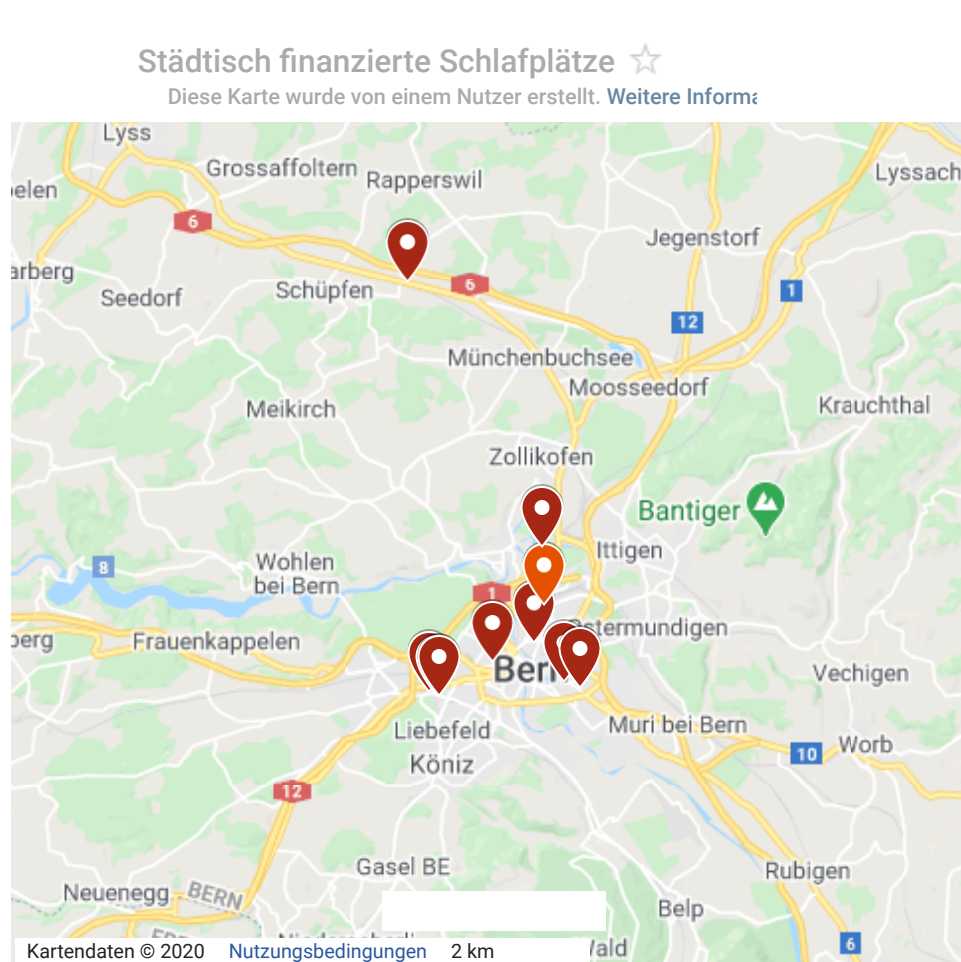 Städtisch finanzierte Schlafplätze
Diese Karte wurde von einem Nutzer erstellt. Weitere Informa
Lyss
Grossaffoltern
Rapperswil
Lyssach
elen
6
Jegenstorf
arberg
Seedorf
Schüpfen
6
1
12
Münchenbuchsee
Moosseedorf
Meikirch
Krauchthal
Zollikofen
Bantiger
Ittigen
Wohlen
bei Bern
8
1
berg
Frauenkappelen
stermundigen
Bern
Vechigen
Liebefeld
Muri bei Bern
Köniz
10
Worb
12
Gasel BE
Rubigen
Neuenegg
BERN
Belp
6
ald
Kartendaten © 2020 Nutzungsbedingungen 2 km